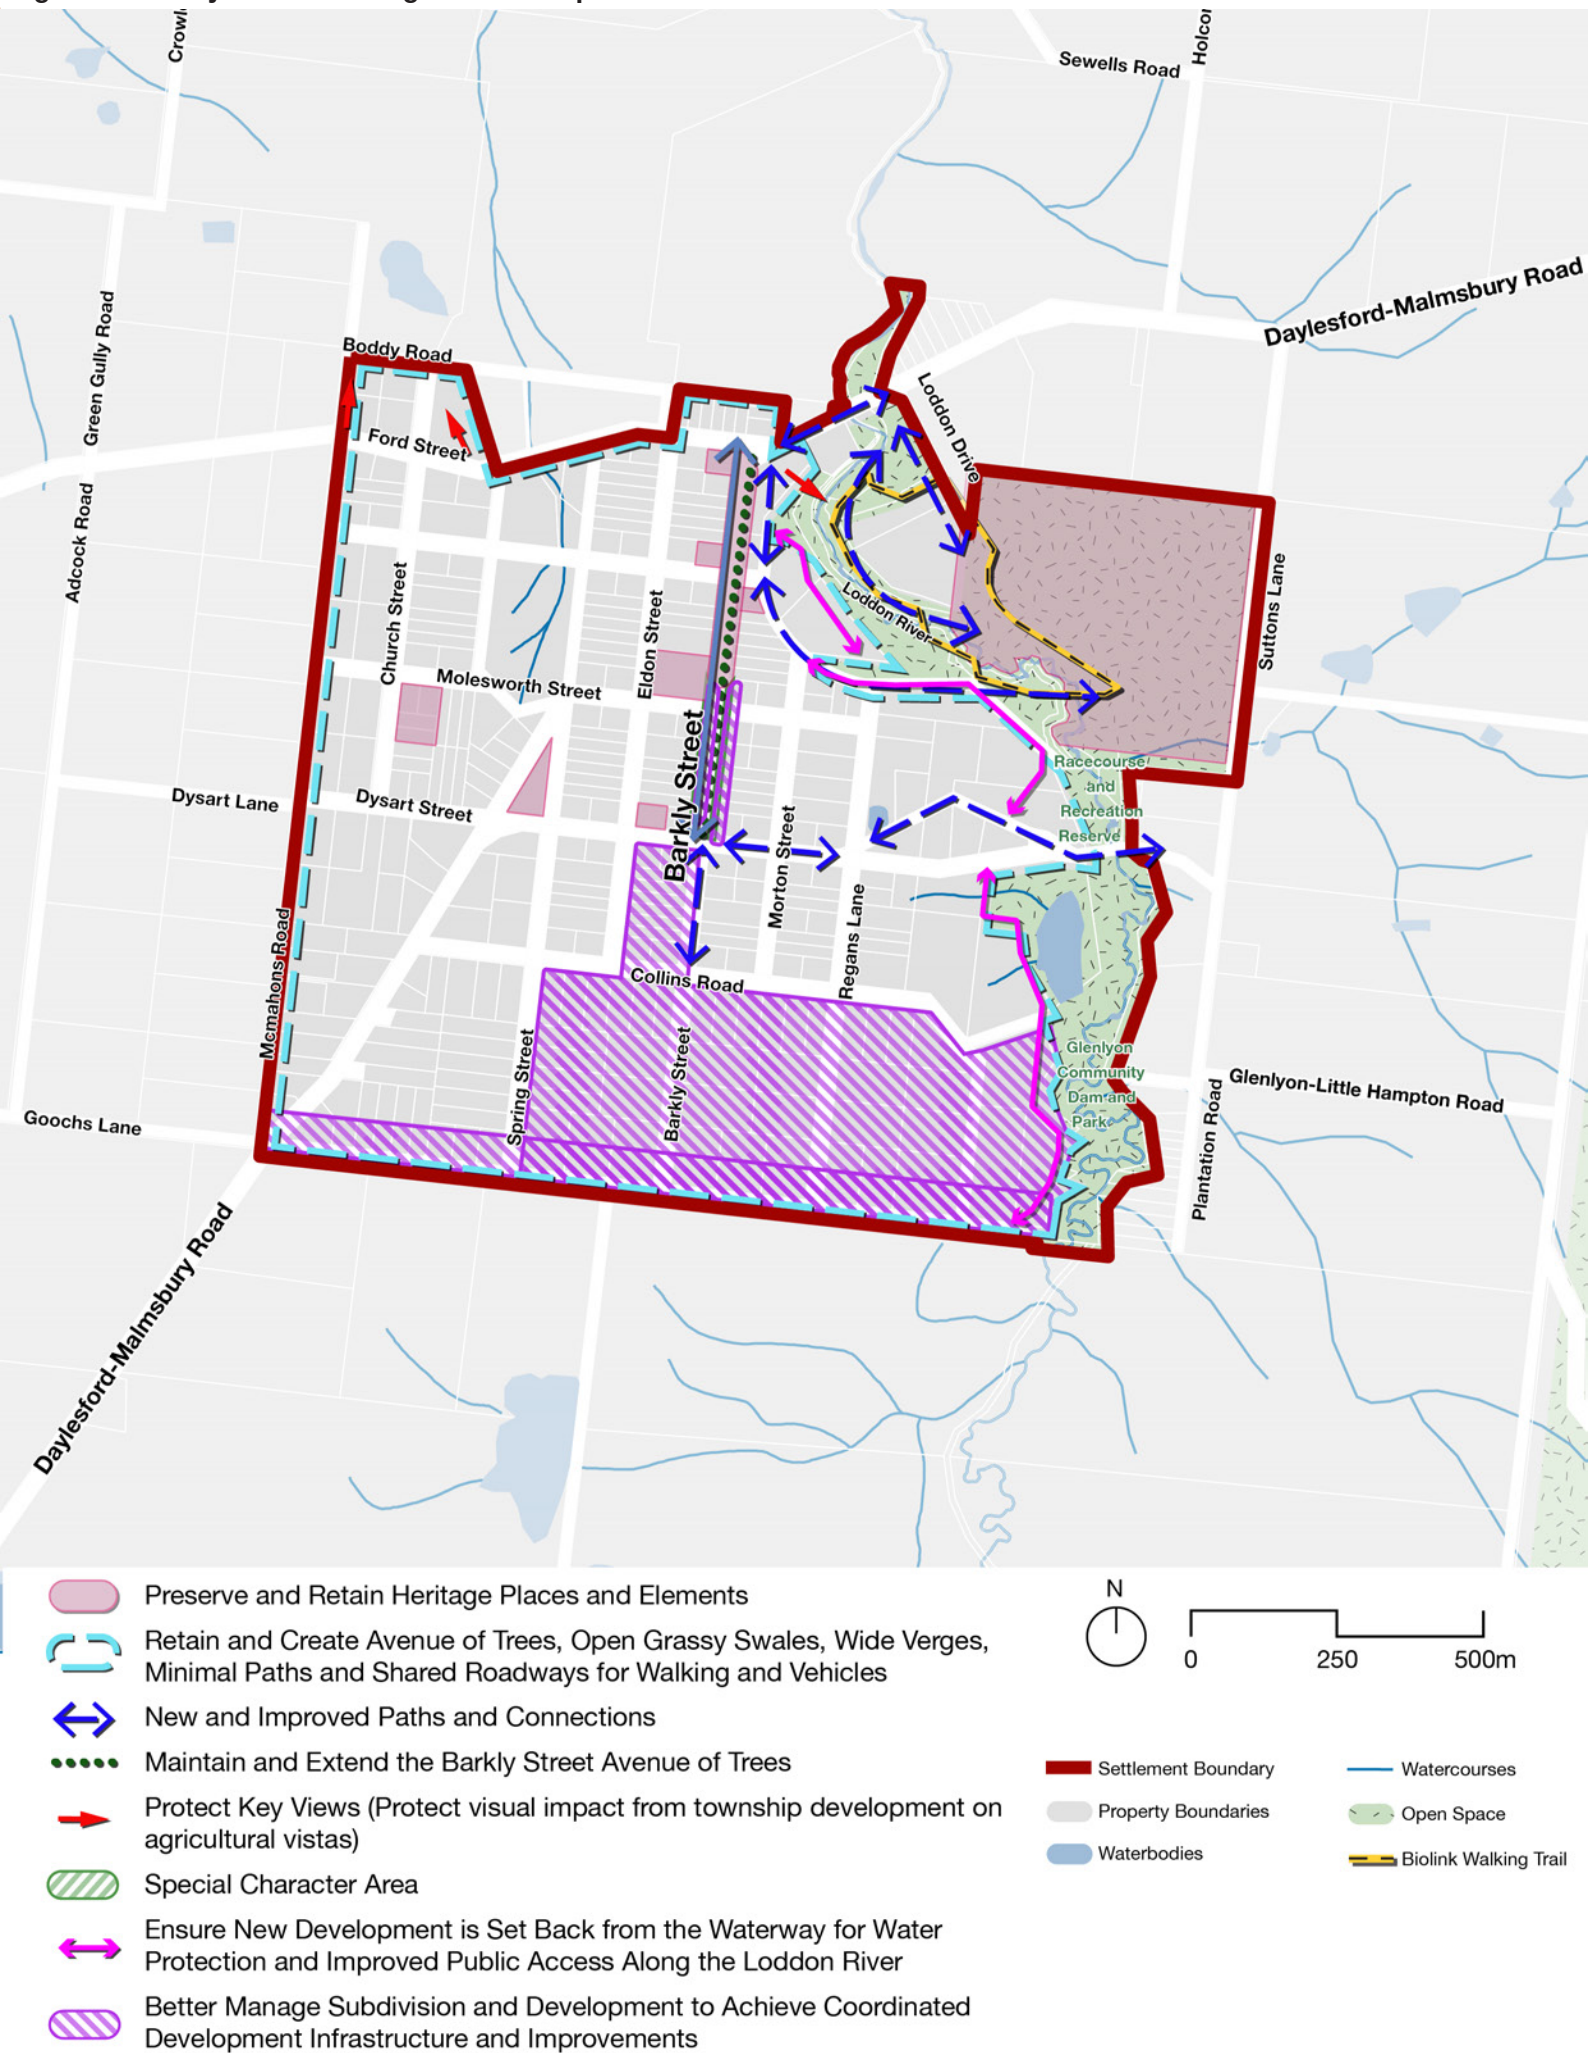 Crowl
Holcor
Sewells Road
Daylesford-Malmsbury Road
Green Gully Road
Boddy Road
Loddon Drive
Ford Street
Adcock Road
Church Street
Eldon Street
Loddon River
Suttons Lane
Molesworth Street
Barkly Street
Racecourse
and
Recreation
Reserve
Dysart Lane
Dysart Street
Morton Street
Regans Lane
Mcmahons Road
Collins Road
Spring Street
Barkly Street
Glenlyon
Community
Dam and
Park
Glenlyon-Little Hampton Road
Plantation Road
Goochs Lane
Daylesford-Malmsbury Road
Preserve and Retain Heritage Places and Elements
Retain and Create Avenue of Trees, Open Grassy Swales, Wide Verges,
Minimal Paths and Shared Roadways for Walking and Vehicles
New and Improved Paths and Connections
Maintain and Extend the Barkly Street Avenue of Trees
Protect Key Views (Protect visual impact from township development on
agricultural vistas)
Special Character Area
Ensure New Development is Set Back from the Waterway for Water
Protection and Improved Public Access Along the Loddon River
Better Manage Subdivision and Development to Achieve Coordinated
Development Infrastructure and Improvements
N
0 250 500m
Settlement Boundary
Property Boundaries
Waterbodies
Watercourses
Open Space
Biolink Walking Trail